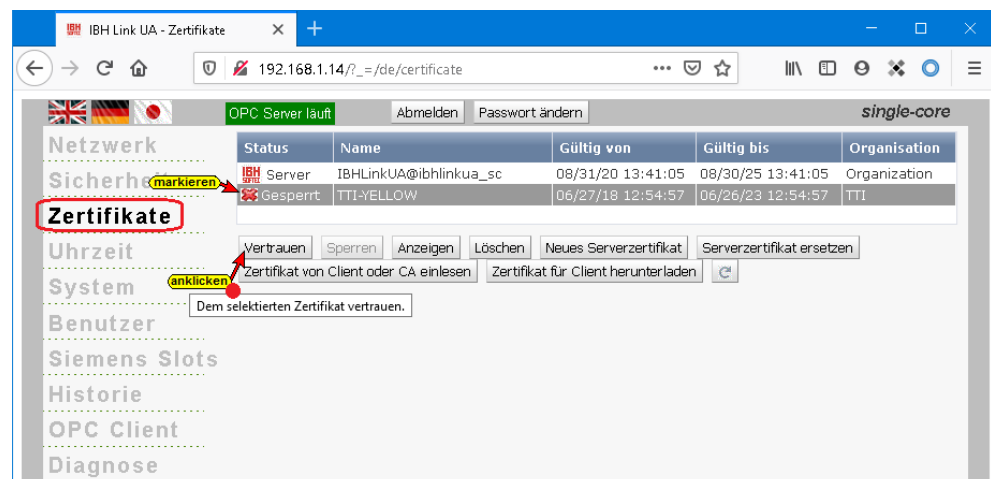 IBH Link UA - Zertifikate
192.168.1.14/?_=/de/certificate
OPC Server läuft Abmelden Passwort ändern single-core
Netzwerk
markieren
Zertifikate
Uhrzeit
System
Benutzer
Siemens Slots
Historie
OPC Client
Diagnose
Status Name Gültig von Gültig bis Organisation
IBH SOFTEC Server IBHLinkUA@ibhlinkua_sc 08/31/20 13:41:05 08/30/25 13:41:05 Organization
Gesperrt TTI-YELLOW 06/27/18 12:54:57 06/26/23 12:54:57 TTI
Vertrauen Sperren Anzeigen Löschen Neues Serverzertifikat Serverzertifikat ersetzen
Zertifikat von Client oder CA einlesen Zertifikat für Client herunterladen
anklicken
Dem selektierten Zertifikat vertrauen.